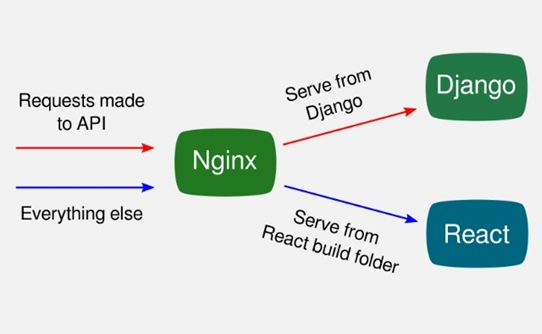 Requests made
to API
Everything else
Nginx
Serve from
Django
Django
Serve from
React build folder
React